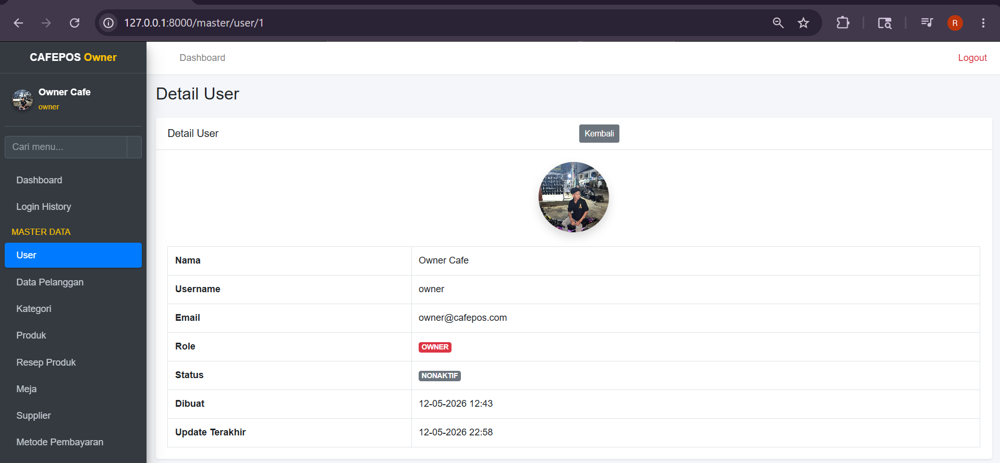 127.0.0.1:8000/master/user/1
R
CAFEPOS Owner
Dashboard
Logout
Owner Cafe
owner
Cari menu...
Dashboard
Login History
MASTER DATA
User
Data Pelanggan
Kategori
Produk
Resep Produk
Meja
Supplier
Metode Pembayaran
Detail User
Detail User
Kembali
Nama Owner Cafe
Username owner
Email owner@cafepos.com
Role OWNER
Status NONAKTIF
Dibuat 12-05-2026 12:43
Update Terakhir 12-05-2026 22:58